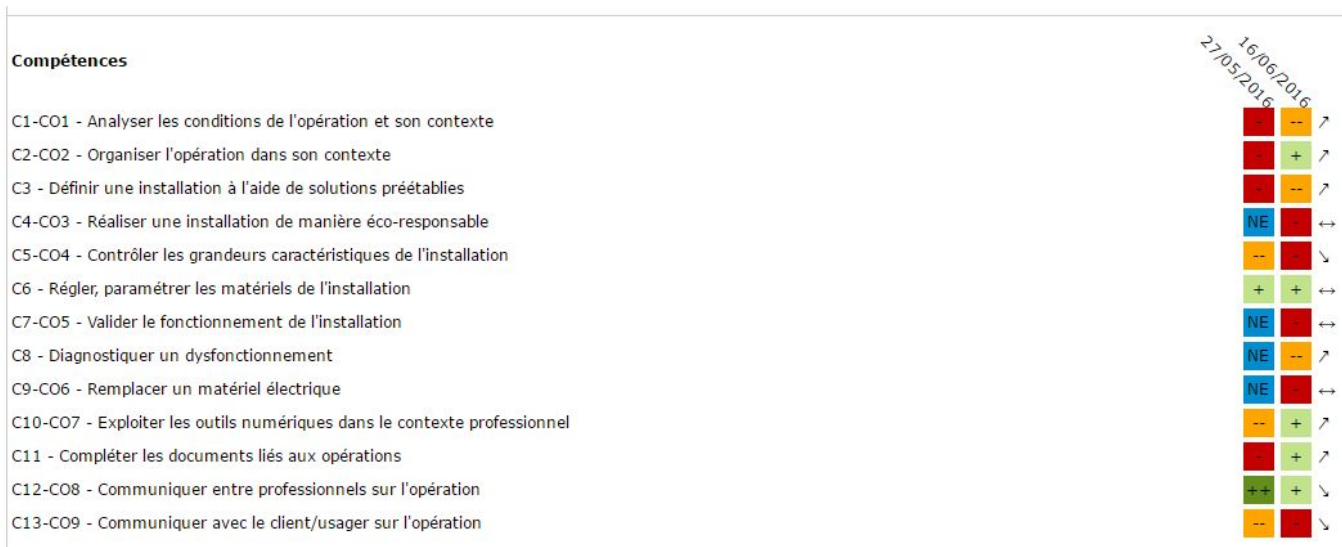 Compétences 27/05/2016 16/06/2016
C1-CO1 - Analyser les conditions de l'opération et son contexte - -- ↗
C2-CO2 - Organiser l'opération dans son contexte - + ↗
C3 - Définir une installation à l'aide de solutions préétablies - -- ↗
C4-CO3 - Réaliser une installation de manière éco-responsable NE - ↔
C5-CO4 - Contrôler les grandeurs caractéristiques de l'installation -- - ↘
C6 - Régler, paramétrer les matériels de l'installation + + ↔
C7-CO5 - Valider le fonctionnement de l'installation NE - ↔
C8 - Diagnostiquer un dysfonctionnement NE -- ↗
C9-CO6 - Remplacer un matériel électrique NE - ↔
C10-CO7 - Exploiter les outils numériques dans le contexte professionnel -- + ↗
C11 - Compléter les documents liés aux opérations - + ↗
C12-CO8 - Communiquer entre professionnels sur l'opération ++ + ↘
C13-CO9 - Communiquer avec le client/usager sur l'opération -- - ↘